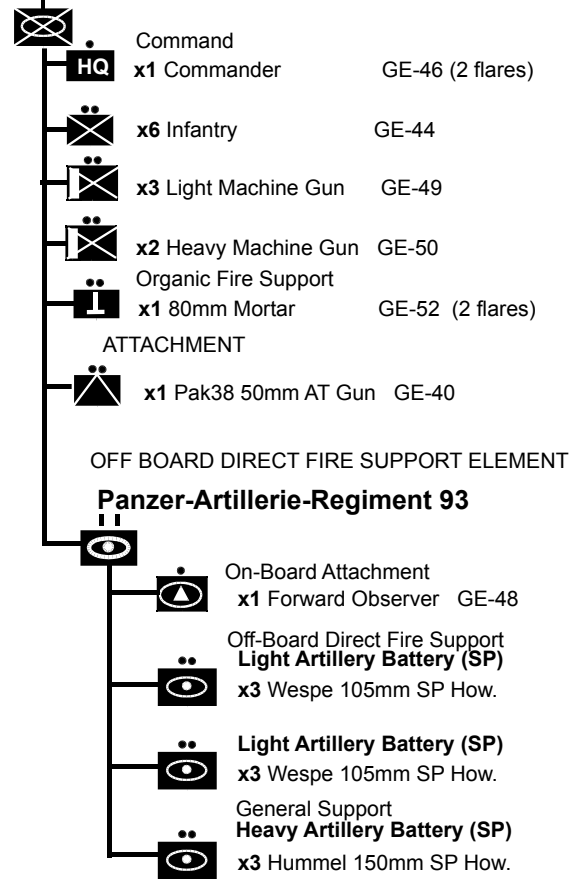 Command
HQ x1 Commander GE-46 (2 flares)
x6 Infantry GE-44
x3 Light Machine Gun GE-49
x2 Heavy Machine Gun GE-50
Organic Fire Support
x1 80mm Mortar GE-52 (2 flares)
ATTACHMENT
x1 Pak38 50mm AT Gun GE-40
OFF BOARD DIRECT FIRE SUPPORT ELEMENT
Panzer-Artillerie-Regiment 93
On-Board Attachment
x1 Forward Observer GE-48
Off-Board Direct Fire Support
Light Artillery Battery (SP)
x3 Wespe 105mm SP How.
Light Artillery Battery (SP)
x3 Wespe 105mm SP How.
General Support
Heavy Artillery Battery (SP)
x3 Hummel 150mm SP How.